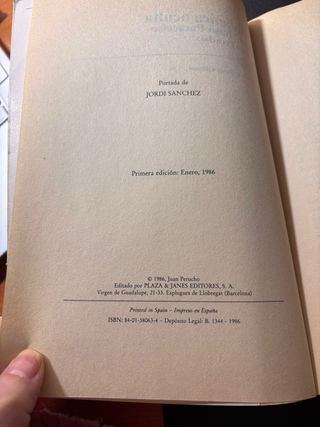 Portada de
JORDI SANCHEZ
Primera edición: Enero, 1986
© 1986, Juan Perucho
Editado por PLAZA & JANES EDITORES, S. A.
Virgen de Guadalupe, 21-33. Esplugues de Llobregat (Barcelona)
Printed in Spain – Impreso en España
ISBN: 84-01-38063-4 – Depósito Legal: B. 1344 - 1986